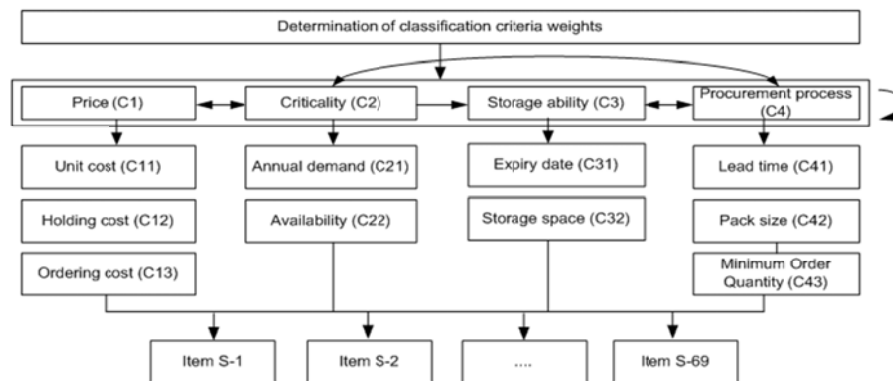 Determination of classification criteria weights
Price (C1)
Criticality (C2)
Storage ability (C3)
Procurement process
(C4)
Unit cost (C11)
Annual demand (C21)
Expiry date (C31)
Lead time (C41)
Holding cost (C12)
Availability (C22)
Storage space (C32)
Pack size (C42)
Ordering cost (C13)
Minimum Order
Quantity (C43)
Item S-1
Item S-2
....
Item S-69